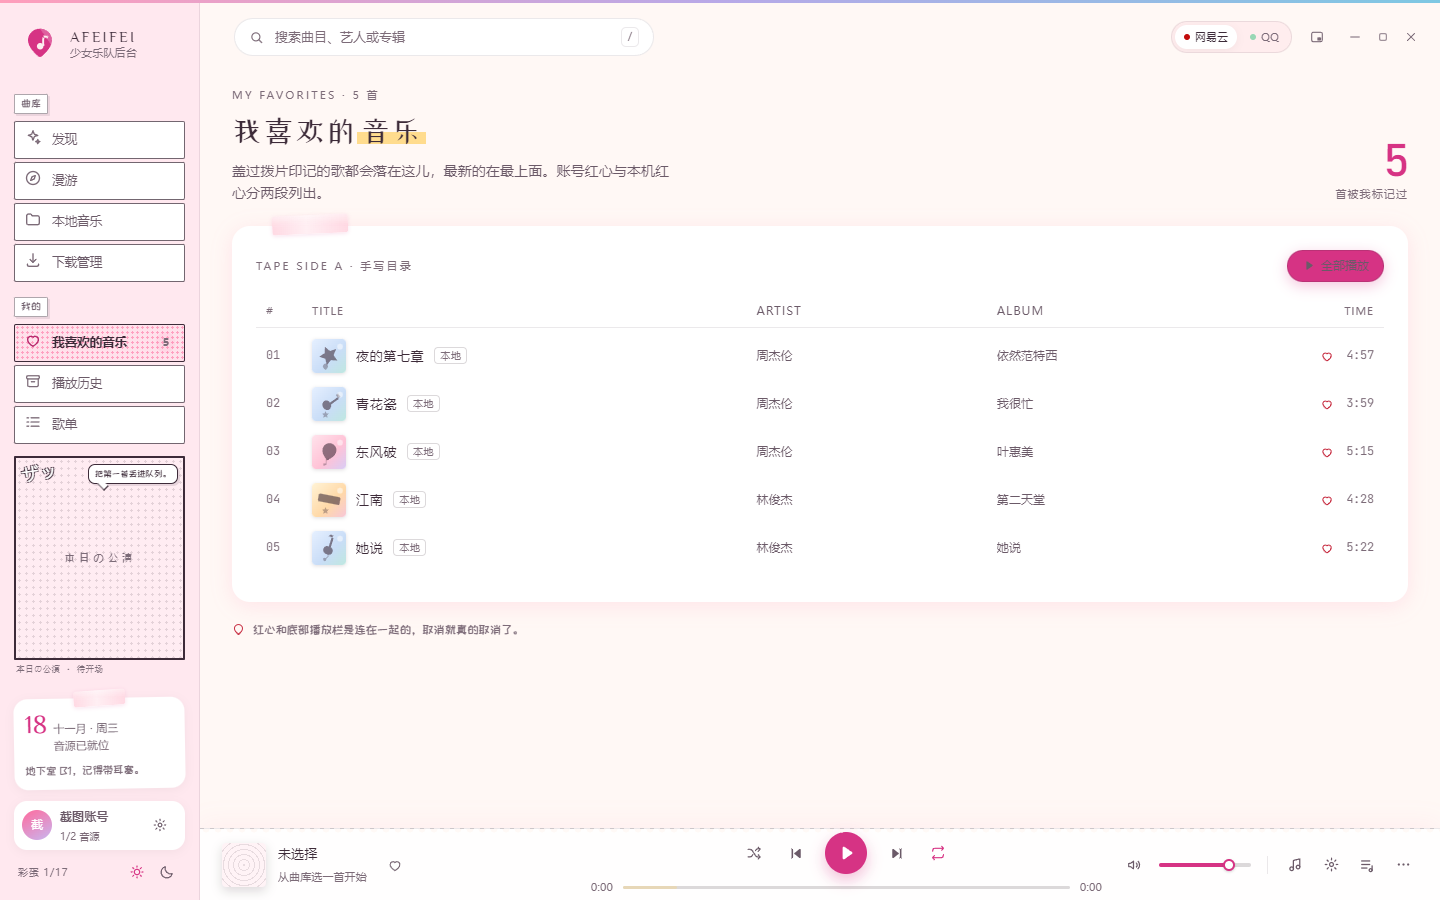 AFEIFEI
少女乐队后台
搜索曲目、艺人或专辑
/
网易云
QQ
曲库
发现
漫游
本地音乐
下载管理
我的
我喜欢的音乐
5
播放历史
歌单
ザッ
把第一首丢进队列。
本日の公演
本日の公演 · 待开场
18
十一月 · 周三
音源已就位
地下室 B1，记得带耳塞。
截
截图账号
1/2 音源
彩蛋 1/17
MY FAVORITES · 5 首
我喜欢的音乐
盖过拨片印记的歌都会落在这儿，最新的在最上面。账号红心与本机红
心分两段列出。
5
首被我标记过
TAPE SIDE A · 手写目录
全部播放
# TITLE ARTIST ALBUM TIME
01 夜的第七章 本地 周杰伦 依然范特西 4:57
02 青花瓷 本地 周杰伦 我很忙 3:59
03 东风破 本地 周杰伦 叶惠美 5:15
04 江南 本地 林俊杰 第二天堂 4:28
05 她说 本地 林俊杰 她说 5:22
红心和底部播放栏是连在一起的，取消就真的取消了。
未选择
从曲库选一首开始
0:00
0:00